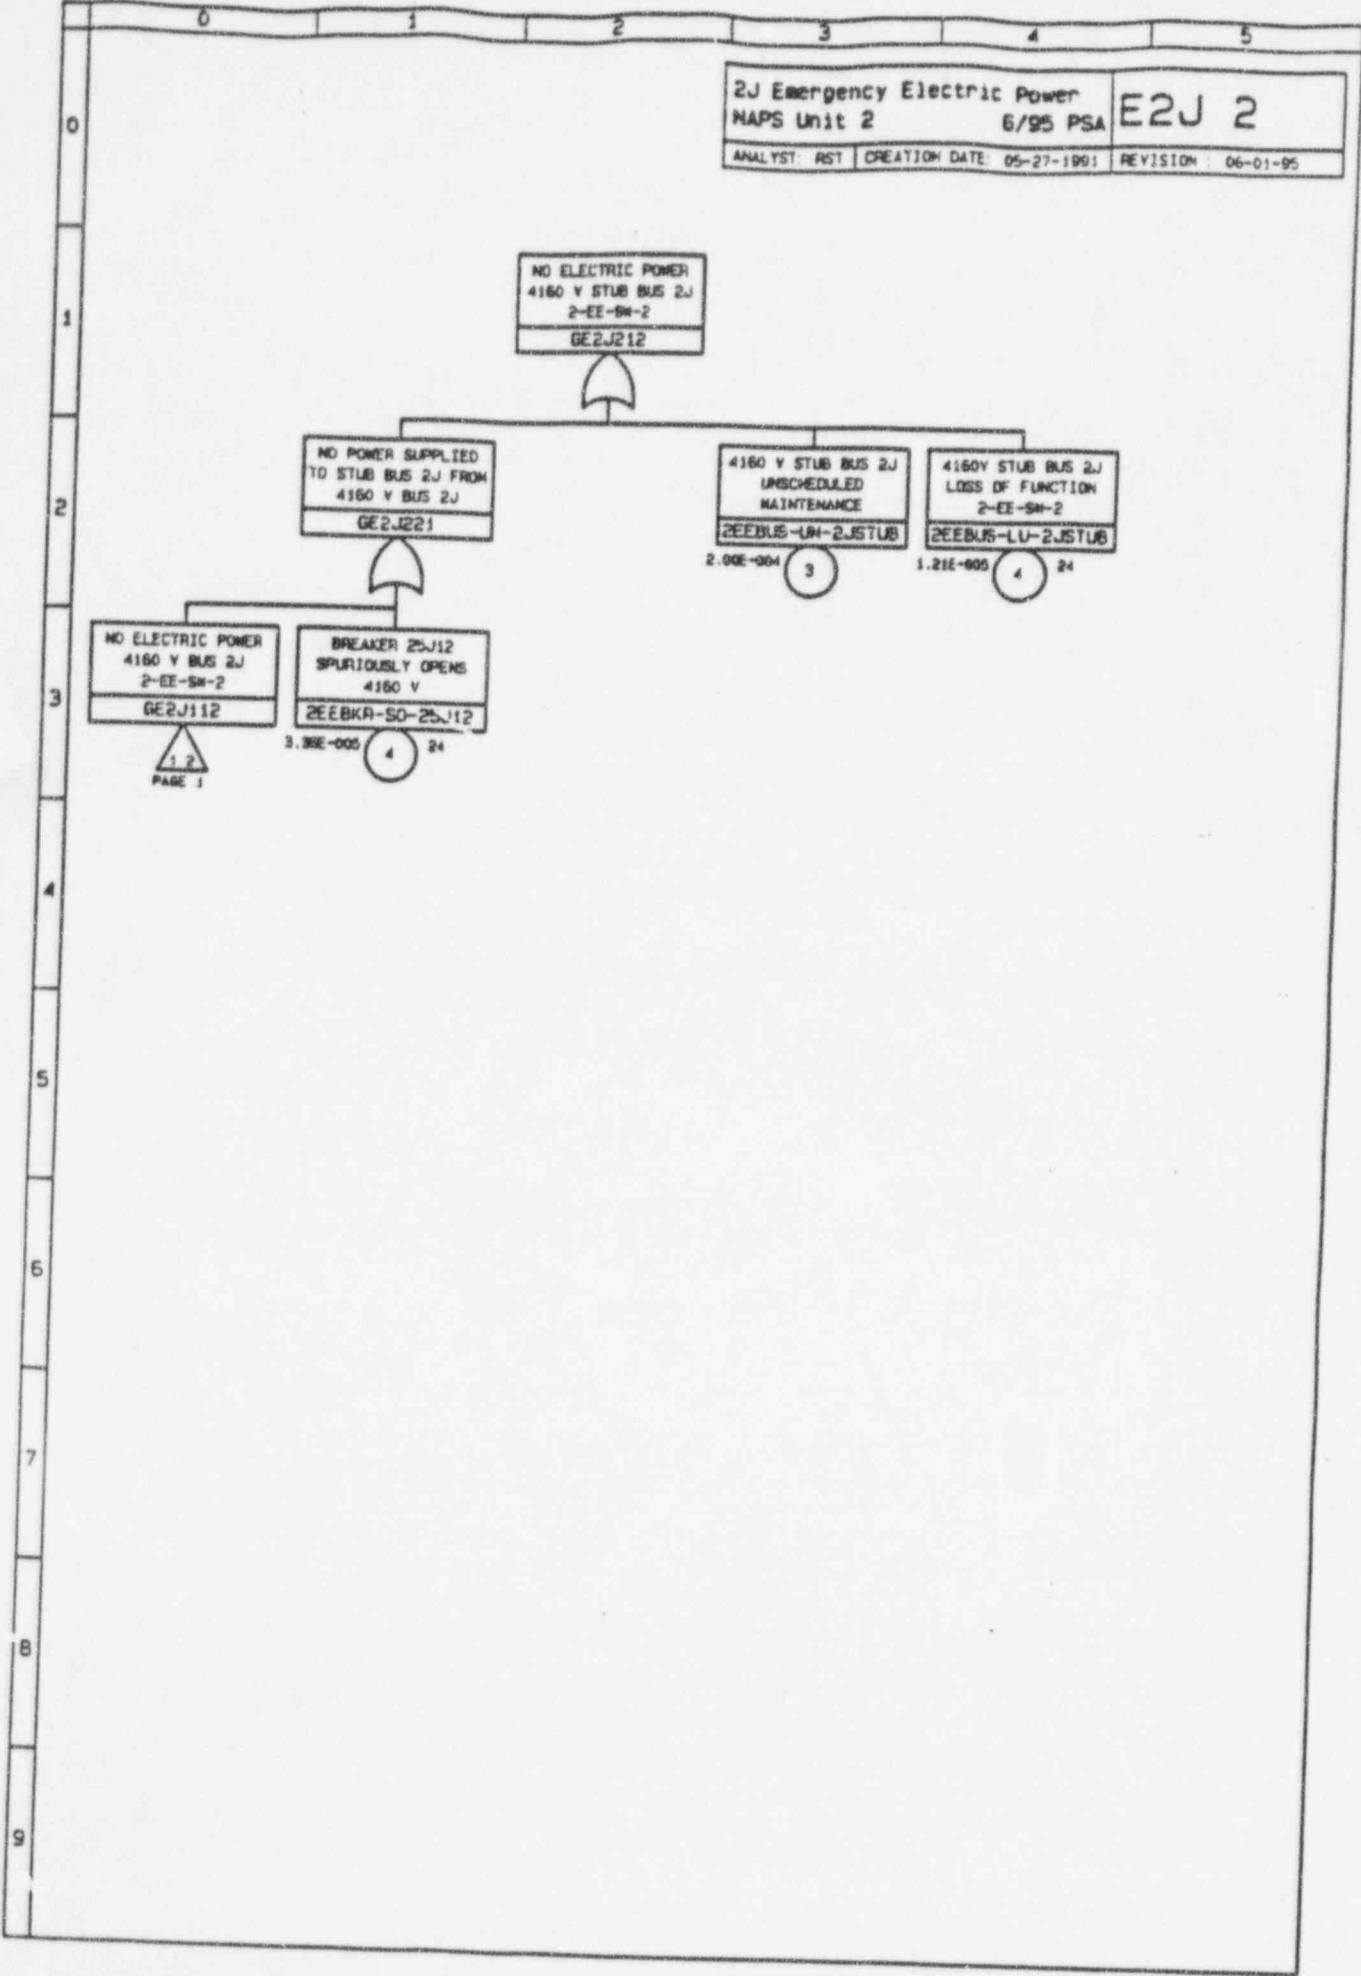 0 1 2 3 4 5
2J Emergency Electric Power
NAPS Unit 2 6/95 PSA
E2J 2
ANALYST: RST CREATION DATE: 05-27-1991 REVISION : 06-01-95
0
1
2
3
4
5
6
7
8
9
NO ELECTRIC POWER
4160 V STUB BUS 2J
2-EE-SW-2
GE2J212
NO POWER SUPPLIED
TO STUB BUS 2J FROM
4160 V BUS 2J
GE2J221
4160 V STUB BUS 2J
UNSCHEDULED
MAINTENANCE
2EEBUS-UM-2JSTUB
2.00E-004 3
4160V STUB BUS 2J
LOSS OF FUNCTION
2-EE-SW-2
2EEBUS-LU-2JSTUB
1.21E-005 4 24
NO ELECTRIC POWER
4160 V BUS 2J
2-EE-SW-2
GE2J112
1 2
PAGE 1
BREAKER 25J12
SPURIOUSLY OPENS
4160 V
2EEBKR-SO-25J12
4 24